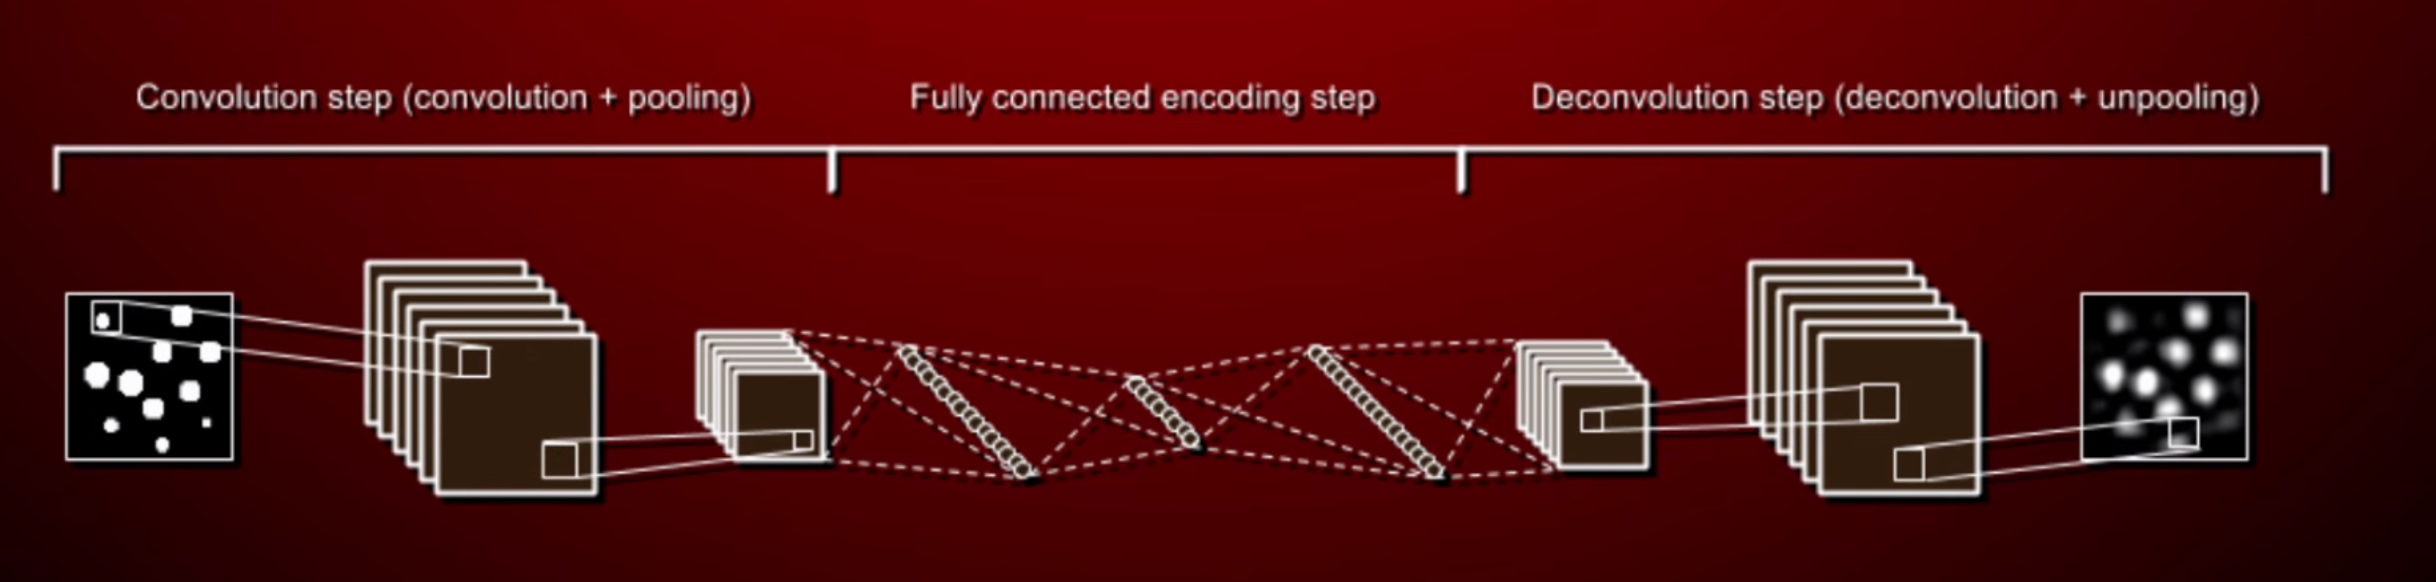 Convolution step (convolution + pooling)
Fully connected encoding step
Deconvolution step (deconvolution + unpooling)